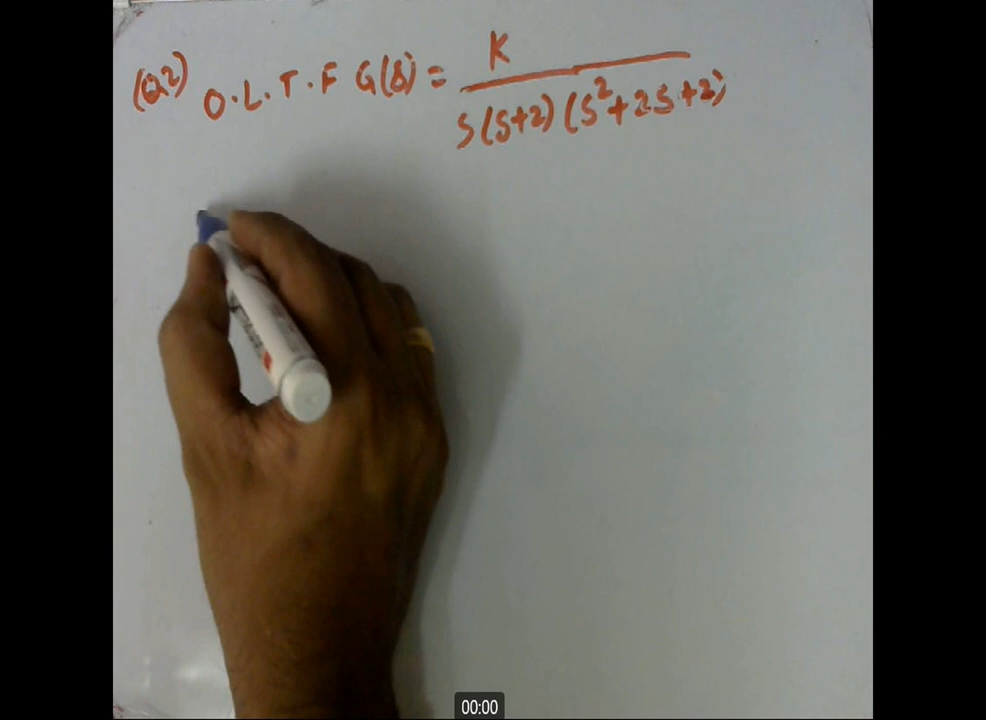 (Q2) O.L.T.F G(s) = K
S(S+2) (S²+2S+2)
00:00